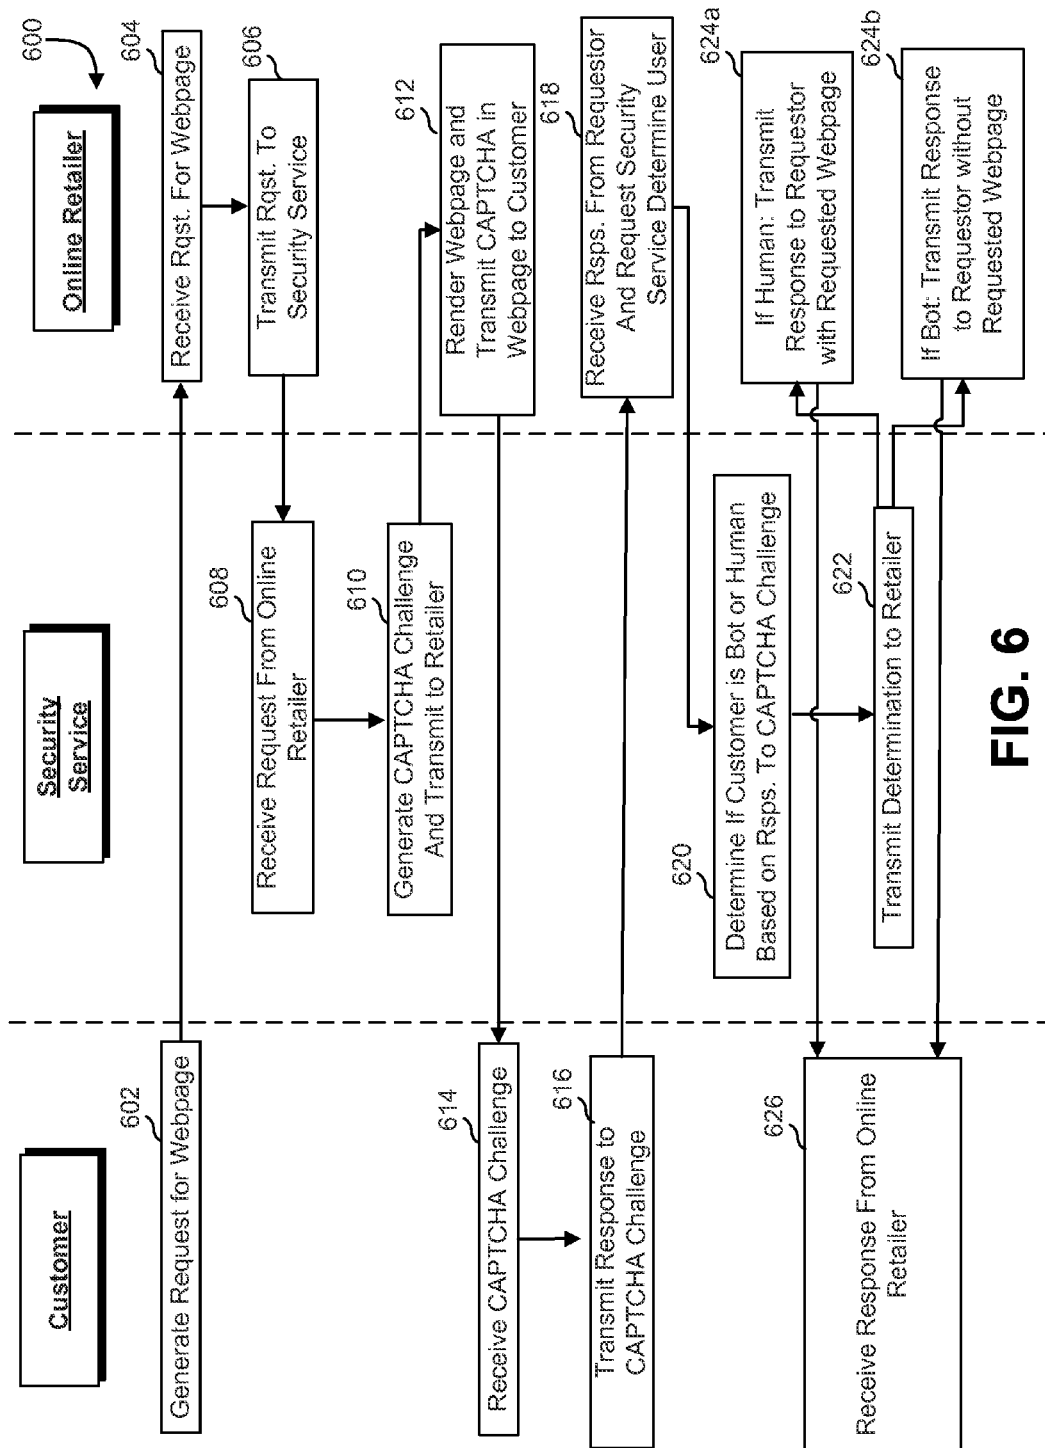 600
Customer
Security
Service
Online Retailer
602
Generate Request for Webpage
604
Receive Rqst. For Webpage
606
Transmit Rqst. To
Security Service
608
Receive Request From Online
Retailer
610
Generate CAPTCHA Challenge
And Transmit to Retailer
612
Render Webpage and
Transmit CAPTCHA in
Webpage to Customer
614
Receive CAPTCHA Challenge
616
Transmit Response to
CAPTCHA Challenge
618
Receive Rsps. From Requestor
And Request Security
Service Determine User
620
Determine If Customer is Bot or Human
Based on Rsps. To CAPTCHA Challenge
622
Transmit Determination to Retailer
624a
If Human: Transmit
Response to Requestor
with Requested Webpage
624b
If Bot: Transmit Response
to Requestor without
Requested Webpage
626
Receive Response From Online
Retailer
FIG. 6